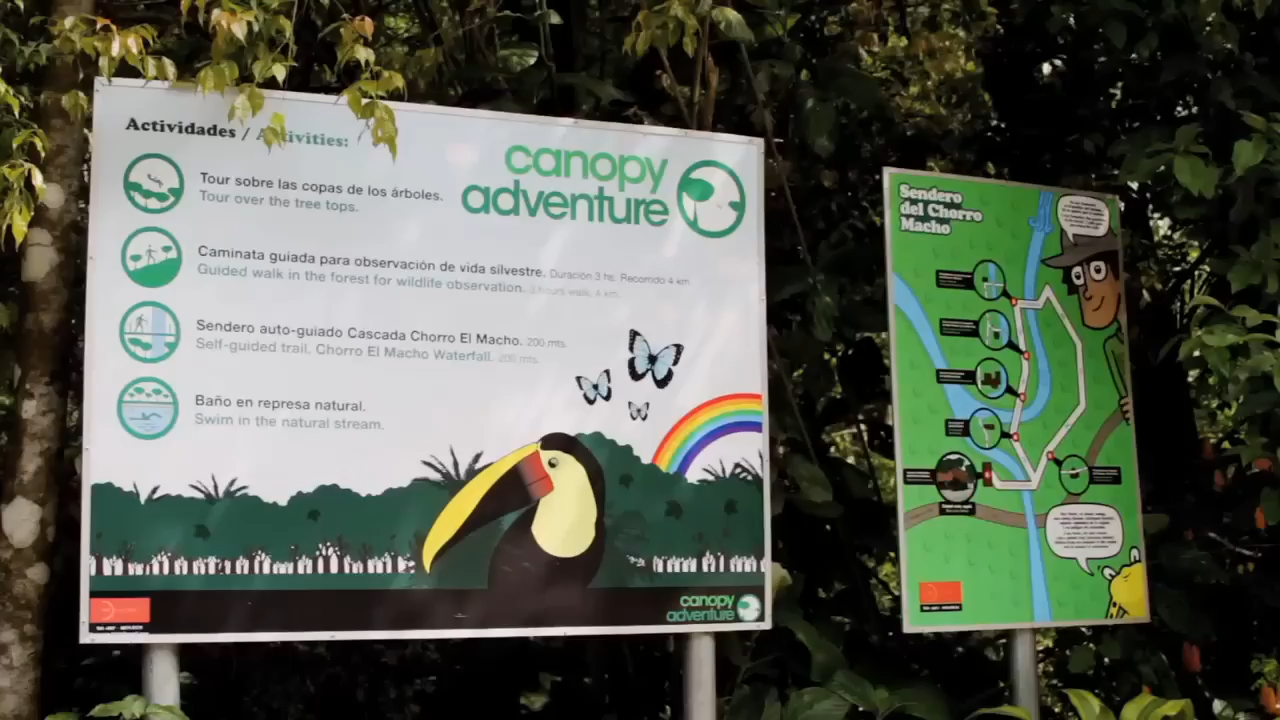 Actividades / Activities:
canopy
adventure
Tour sobre las copas de los árboles.
Tour over the tree tops.
Caminata guiada para observación de vida silvestre. Duración 3 hs. Recorrido 4 km
Guided walk in the forest for wildlife observation. 3 hours walk, 4 km.
Sendero auto-guiado Cascada Chorro El Macho. 200 mts.
Self-guided trail, Chorro El Macho Waterfall. 200 mts.
Baño en represa natural.
Swim in the natural stream.
canopy
adventure
Sendero
del Chorro
Macho